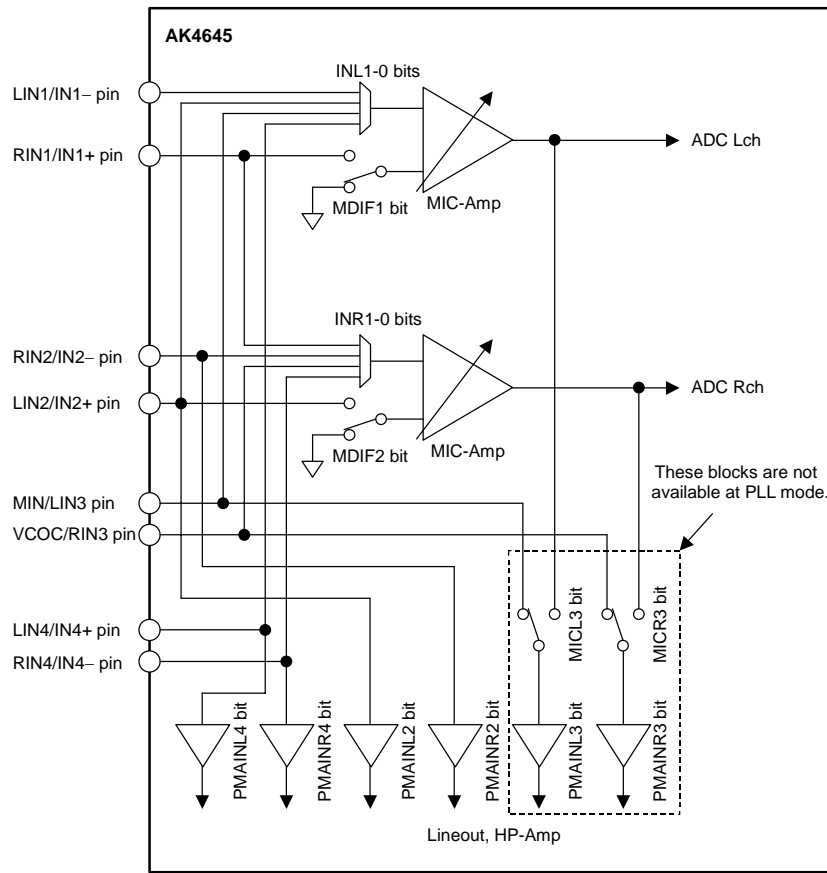 AK4645
INL1-0 bits
LIN1/IN1− pin
ADC Lch
RIN1/IN1+ pin
MDIF1 bit
MIC-Amp
INR1-0 bits
RIN2/IN2− pin
ADC Rch
LIN2/IN2+ pin
MDIF2 bit
MIC-Amp
These blocks are not
available at PLL mode.
MIN/LIN3 pin
VCOC/RIN3 pin
MICL3 bit
MICR3 bit
LIN4/IN4+ pin
RIN4/IN4− pin
PMAINL4 bit
PMAINR4 bit
PMAINL2 bit
PMAINR2 bit
PMAINL3 bit
PMAINR3 bit
Lineout, HP-Amp